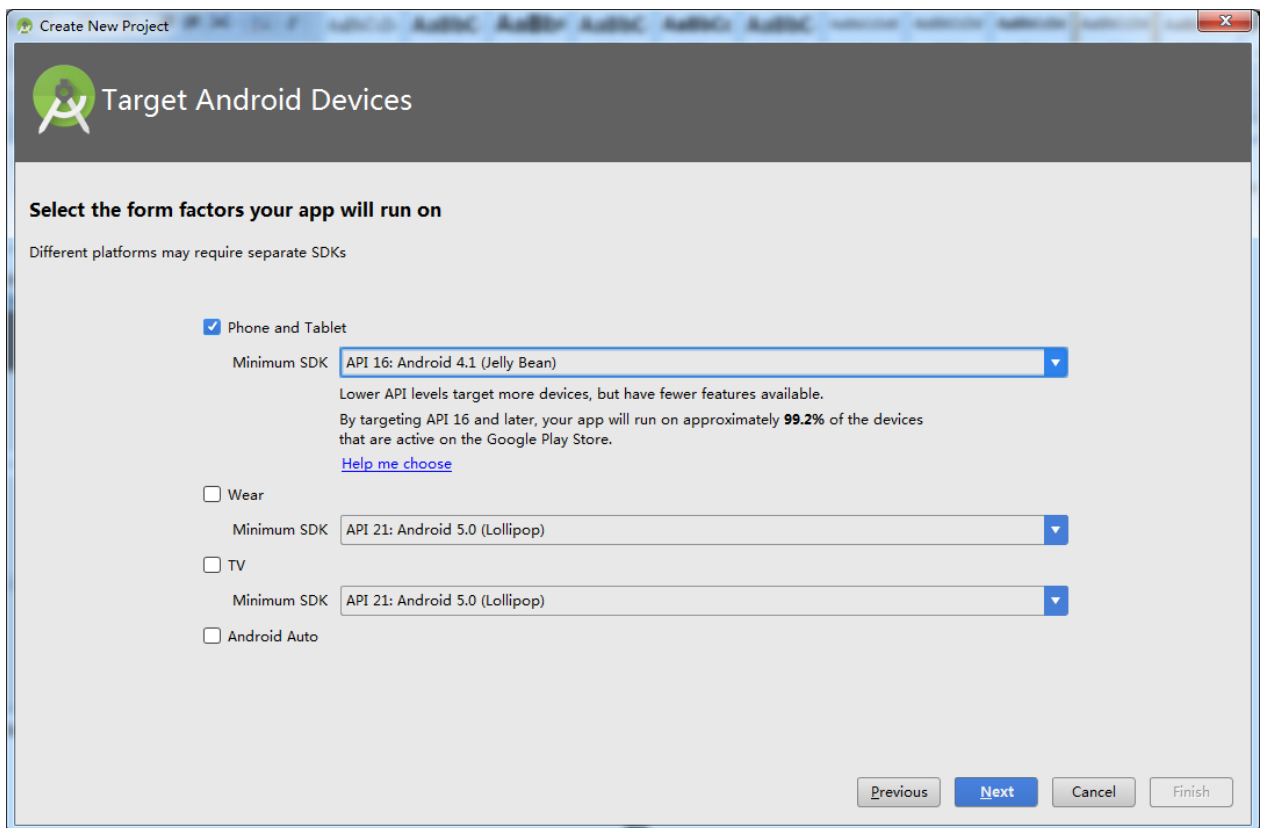 Create New Project
Target Android Devices
Select the form factors your app will run on
Different platforms may require separate SDKs
Phone and Tablet
Minimum SDK API 16: Android 4.1 (Jelly Bean)
Lower API levels target more devices, but have fewer features available.
By targeting API 16 and later, your app will run on approximately 99.2% of the devices
that are active on the Google Play Store.
Help me choose
Wear
Minimum SDK API 21: Android 5.0 (Lollipop)
TV
Minimum SDK API 21: Android 5.0 (Lollipop)
Android Auto
Previous Next Cancel Finish